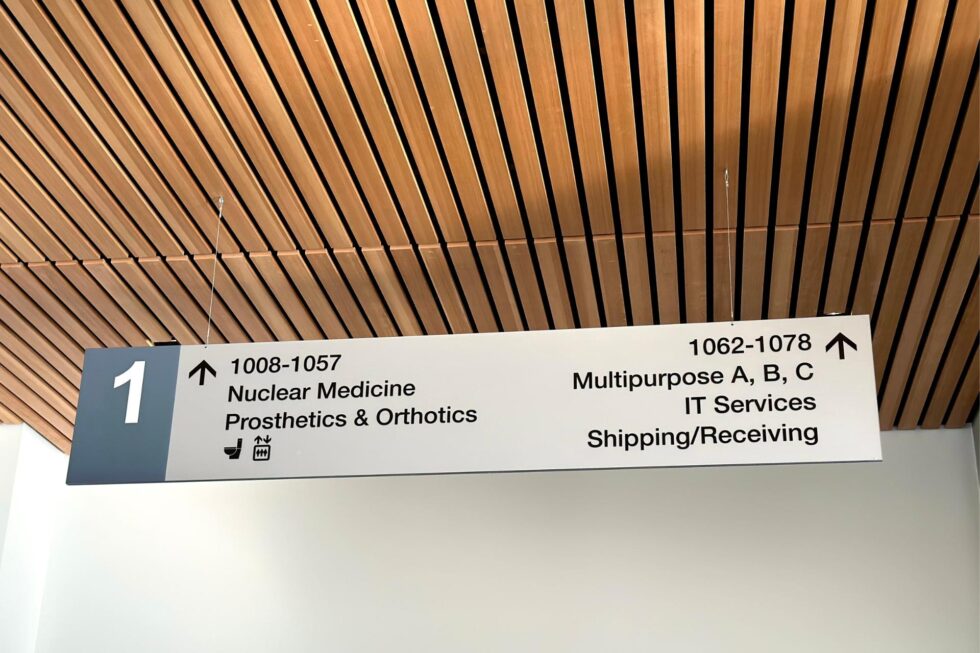 1
1008-1057
Nuclear Medicine
Prosthetics & Orthotics
1062-1078
Multipurpose A, B, C
IT Services
Shipping/Receiving